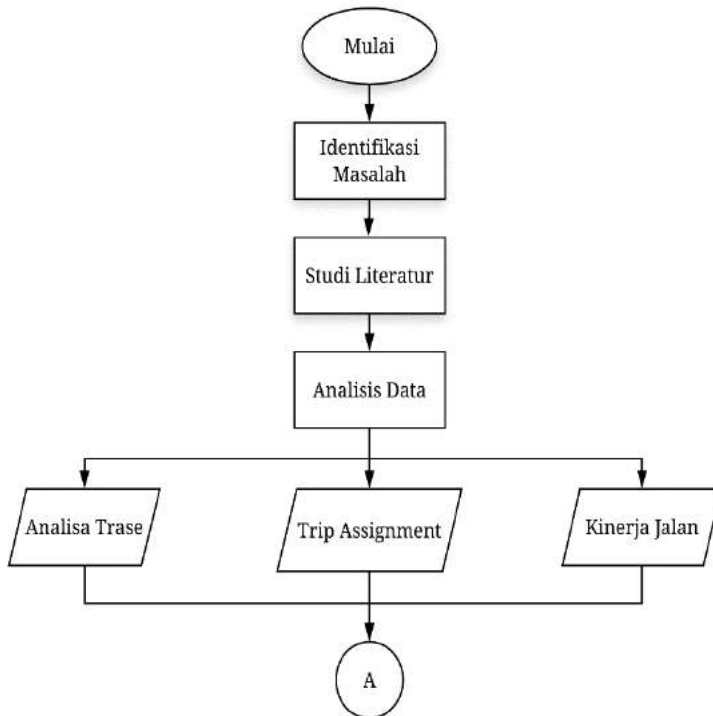 Mulai
Identifikasi
Masalah
Studi Literatur
Analisis Data
Analisa Trase
Trip Assignment
Kinerja Jalan
A